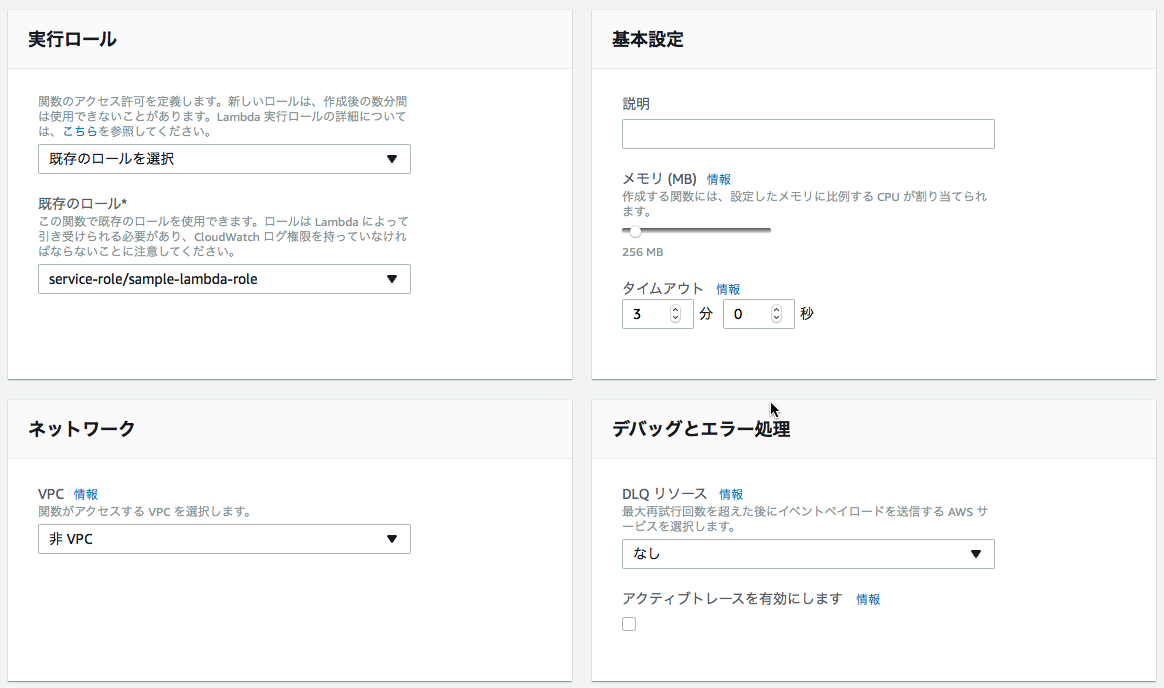 実行ロール
関数のアクセス許可を定義します。新しいロールは、作成後の数分間
は使用できないことがあります。Lambda 実行ロールの詳細について
は、こちらを参照してください。
既存のロールを選択
既存のロール*
この関数で既存のロールを使用できます。ロールは Lambda によって
引き受けられる必要があり、CloudWatch ログ権限を持っていなけれ
ばならないことに注意してください。
service-role/sample-lambda-role
基本設定
説明
メモリ (MB) 情報
作成する関数には、設定したメモリに比例する CPU が割り当てられ
ます。
256 MB
タイムアウト 情報
3 分 0 秒
ネットワーク
VPC 情報
関数がアクセスする VPC を選択します。
非 VPC
デバッグとエラー処理
DLQ リソース 情報
最大再試行回数を超えた後にイベントペイロードを送信する AWS サ
ービスを選択します。
なし
アクティブトレースを有効にします 情報